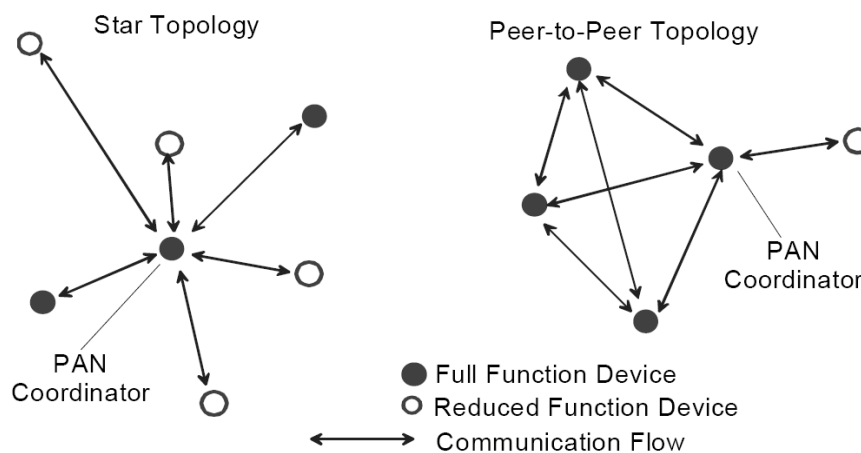 Star Topology
Peer-to-Peer Topology
PAN
Coordinator
PAN
Coordinator
Full Function Device
Reduced Function Device
Communication Flow